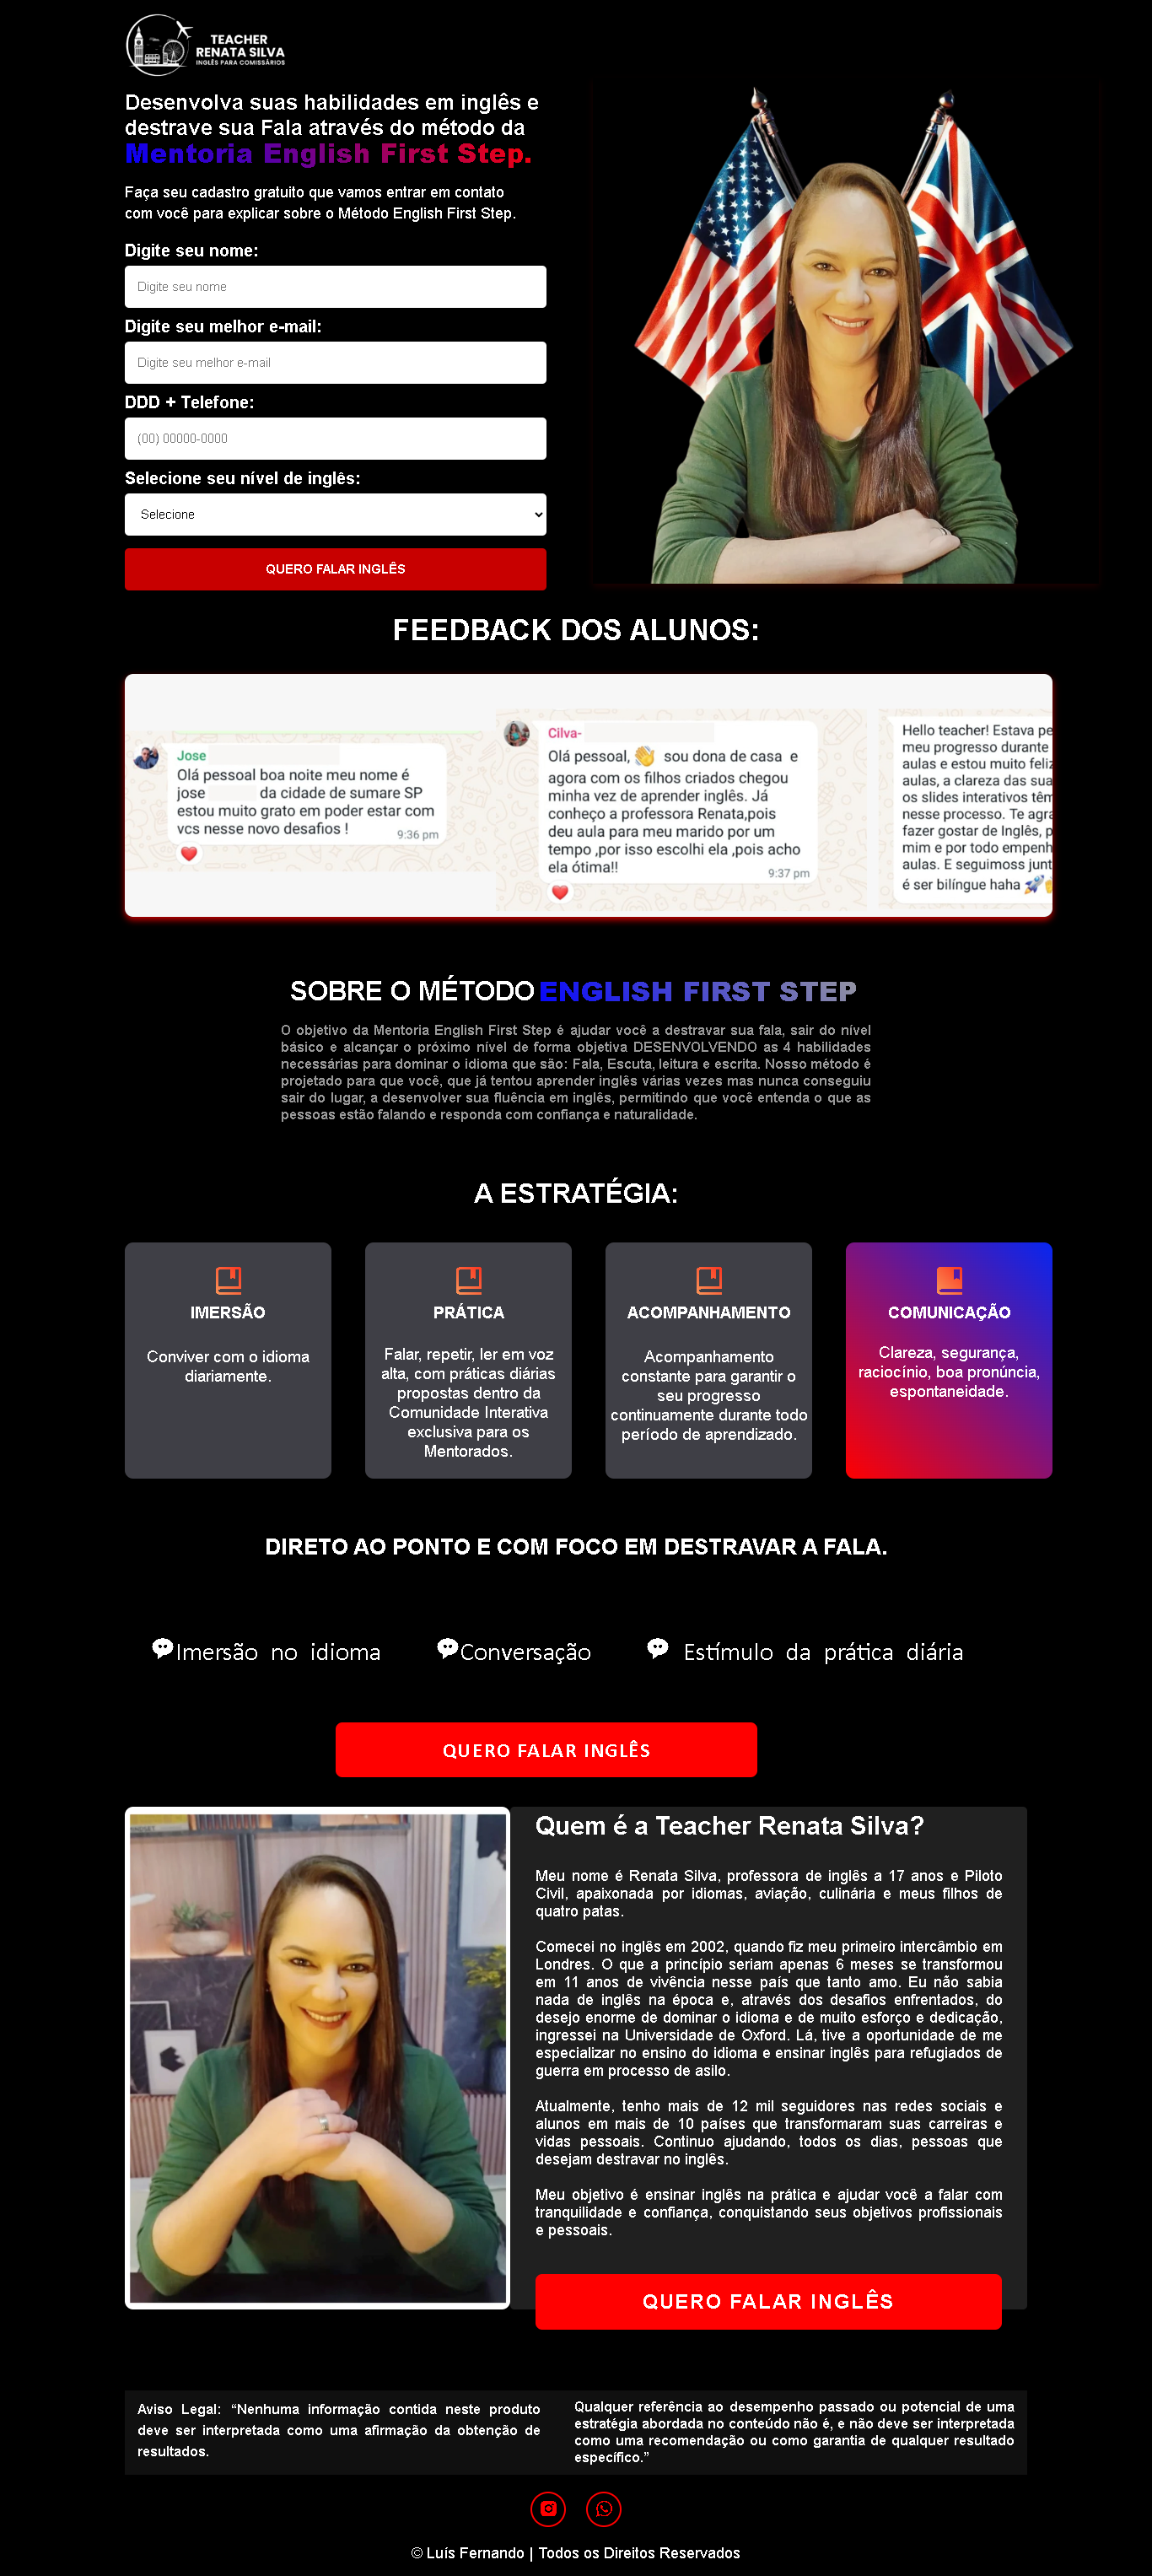 TEACHER
RENATA SILVA
INGLÊS PARA COMISSÁRIOS
Desenvolva suas habilidades em inglês e
destrave sua Fala através do método da
Mentoria English First Step.
Faça seu cadastro gratuito que vamos entrar em contato
com você para explicar sobre o Método English First Step.
Digite seu nome:
Digite seu nome
Digite seu melhor e-mail:
Digite seu melhor e-mail
DDD + Telefone:
(00) 00000-0000
Selecione seu nível de inglês:
Selecione
QUERO FALAR INGLÊS
FEEDBACK DOS ALUNOS:
Jose
Olá pessoal boa noite meu nome é
jose da cidade de sumare SP
estou muito grato em poder estar com
vcs nesse novo desafios !
9:36 pm
Cilva-
Olá pessoal, 👋 sou dona de casa e
agora com os filhos criados chegou
minha vez de aprender inglês. Já
conheço a professora Renata,pois
deu aula para meu marido por um
tempo ,por isso escolhi ela ,pois acho
ela ótima!!
9:37 pm
Hello teacher! Estava pe
meu progresso durante
aulas e estou muito feliz
aulas, a clareza das sua
os slides interativos têm
nesse processo. Te agra
fazer gostar de Inglês, p
mim e por todo empenh
aulas. E seguimoss junt
é ser bilíngue haha 🚀
SOBRE O MÉTODO ENGLISH FIRST STEP
O objetivo da Mentoria English First Step é ajudar você a destravar sua fala, sair do nível
básico e alcançar o próximo nível de forma objetiva DESENVOLVENDO as 4 habilidades
necessárias para dominar o idioma que são: Fala, Escuta, leitura e escrita. Nosso método é
projetado para que você, que já tentou aprender inglês várias vezes mas nunca conseguiu
sair do lugar, a desenvolver sua fluência em inglês, permitindo que você entenda o que as
pessoas estão falando e responda com confiança e naturalidade.
A ESTRATÉGIA:
IMERSÃO
Conviver com o idioma
diariamente.
PRÁTICA
Falar, repetir, ler em voz
alta, com práticas diárias
propostas dentro da
Comunidade Interativa
exclusiva para os
Mentorados.
ACOMPANHAMENTO
Acompanhamento
constante para garantir o
seu progresso
continuamente durante todo
período de aprendizado.
COMUNICAÇÃO
Clareza, segurança,
raciocínio, boa pronúncia,
espontaneidade.
DIRETO AO PONTO E COM FOCO EM DESTRAVAR A FALA.
Imersão no idioma
Conversação
Estímulo da prática diária
QUERO FALAR INGLÊS
Quem é a Teacher Renata Silva?
Meu nome é Renata Silva, professora de inglês a 17 anos e Piloto
Civil, apaixonada por idiomas, aviação, culinária e meus filhos de
quatro patas.
Comecei no inglês em 2002, quando fiz meu primeiro intercâmbio em
Londres. O que a princípio seriam apenas 6 meses se transformou
em 11 anos de vivência nesse país que tanto amo. Eu não sabia
nada de inglês na época e, através dos desafios enfrentados, do
desejo enorme de dominar o idioma e de muito esforço e dedicação,
ingressei na Universidade de Oxford. Lá, tive a oportunidade de me
especializar no ensino do idioma e ensinar inglês para refugiados de
guerra em processo de asilo.
Atualmente, tenho mais de 12 mil seguidores nas redes sociais e
alunos em mais de 10 países que transformaram suas carreiras e
vidas pessoais. Continuo ajudando, todos os dias, pessoas que
desejam destravar no inglês.
Meu objetivo é ensinar inglês na prática e ajudar você a falar com
tranquilidade e confiança, conquistando seus objetivos profissionais
e pessoais.
QUERO FALAR INGLÊS
Aviso Legal: “Nenhuma informação contida neste produto
deve ser interpretada como uma afirmação da obtenção de
resultados.
Qualquer referência ao desempenho passado ou potencial de uma
estratégia abordada no conteúdo não é, e não deve ser interpretada
como uma recomendação ou como garantia de qualquer resultado
específico.”
© Luís Fernando | Todos os Direitos Reservados